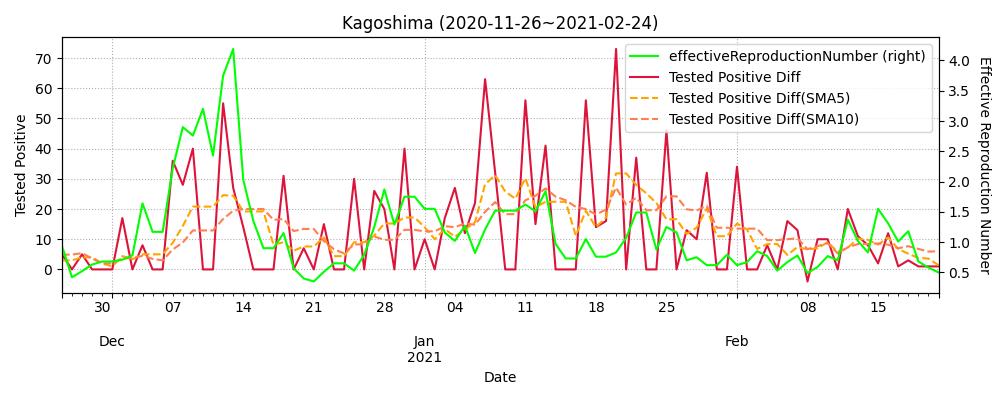 Kagoshima (2020-11-26~2021-02-24)
effectiveReproductionNumber (right)
Tested Positive Diff
Tested Positive Diff(SMA5)
Tested Positive Diff(SMA10)
Tested Positive
70
60
50
40
30
20
10
0
4.0
3.5
3.0
2.5
2.0
1.5
1.0
0.5
Effective Reproduction Number
30 07 14 21 28 04 11 18 25 08 15
Dec Jan Feb
2021
Date